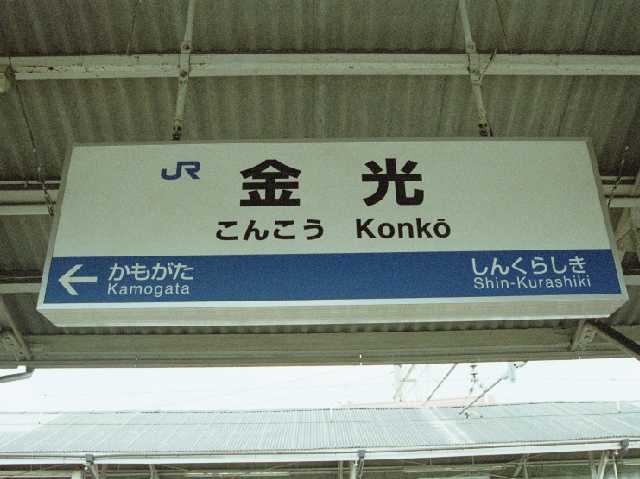 JR 金光
こんこう Konkō
← かもがた しんくらしき
Kamogata Shin-Kurashiki